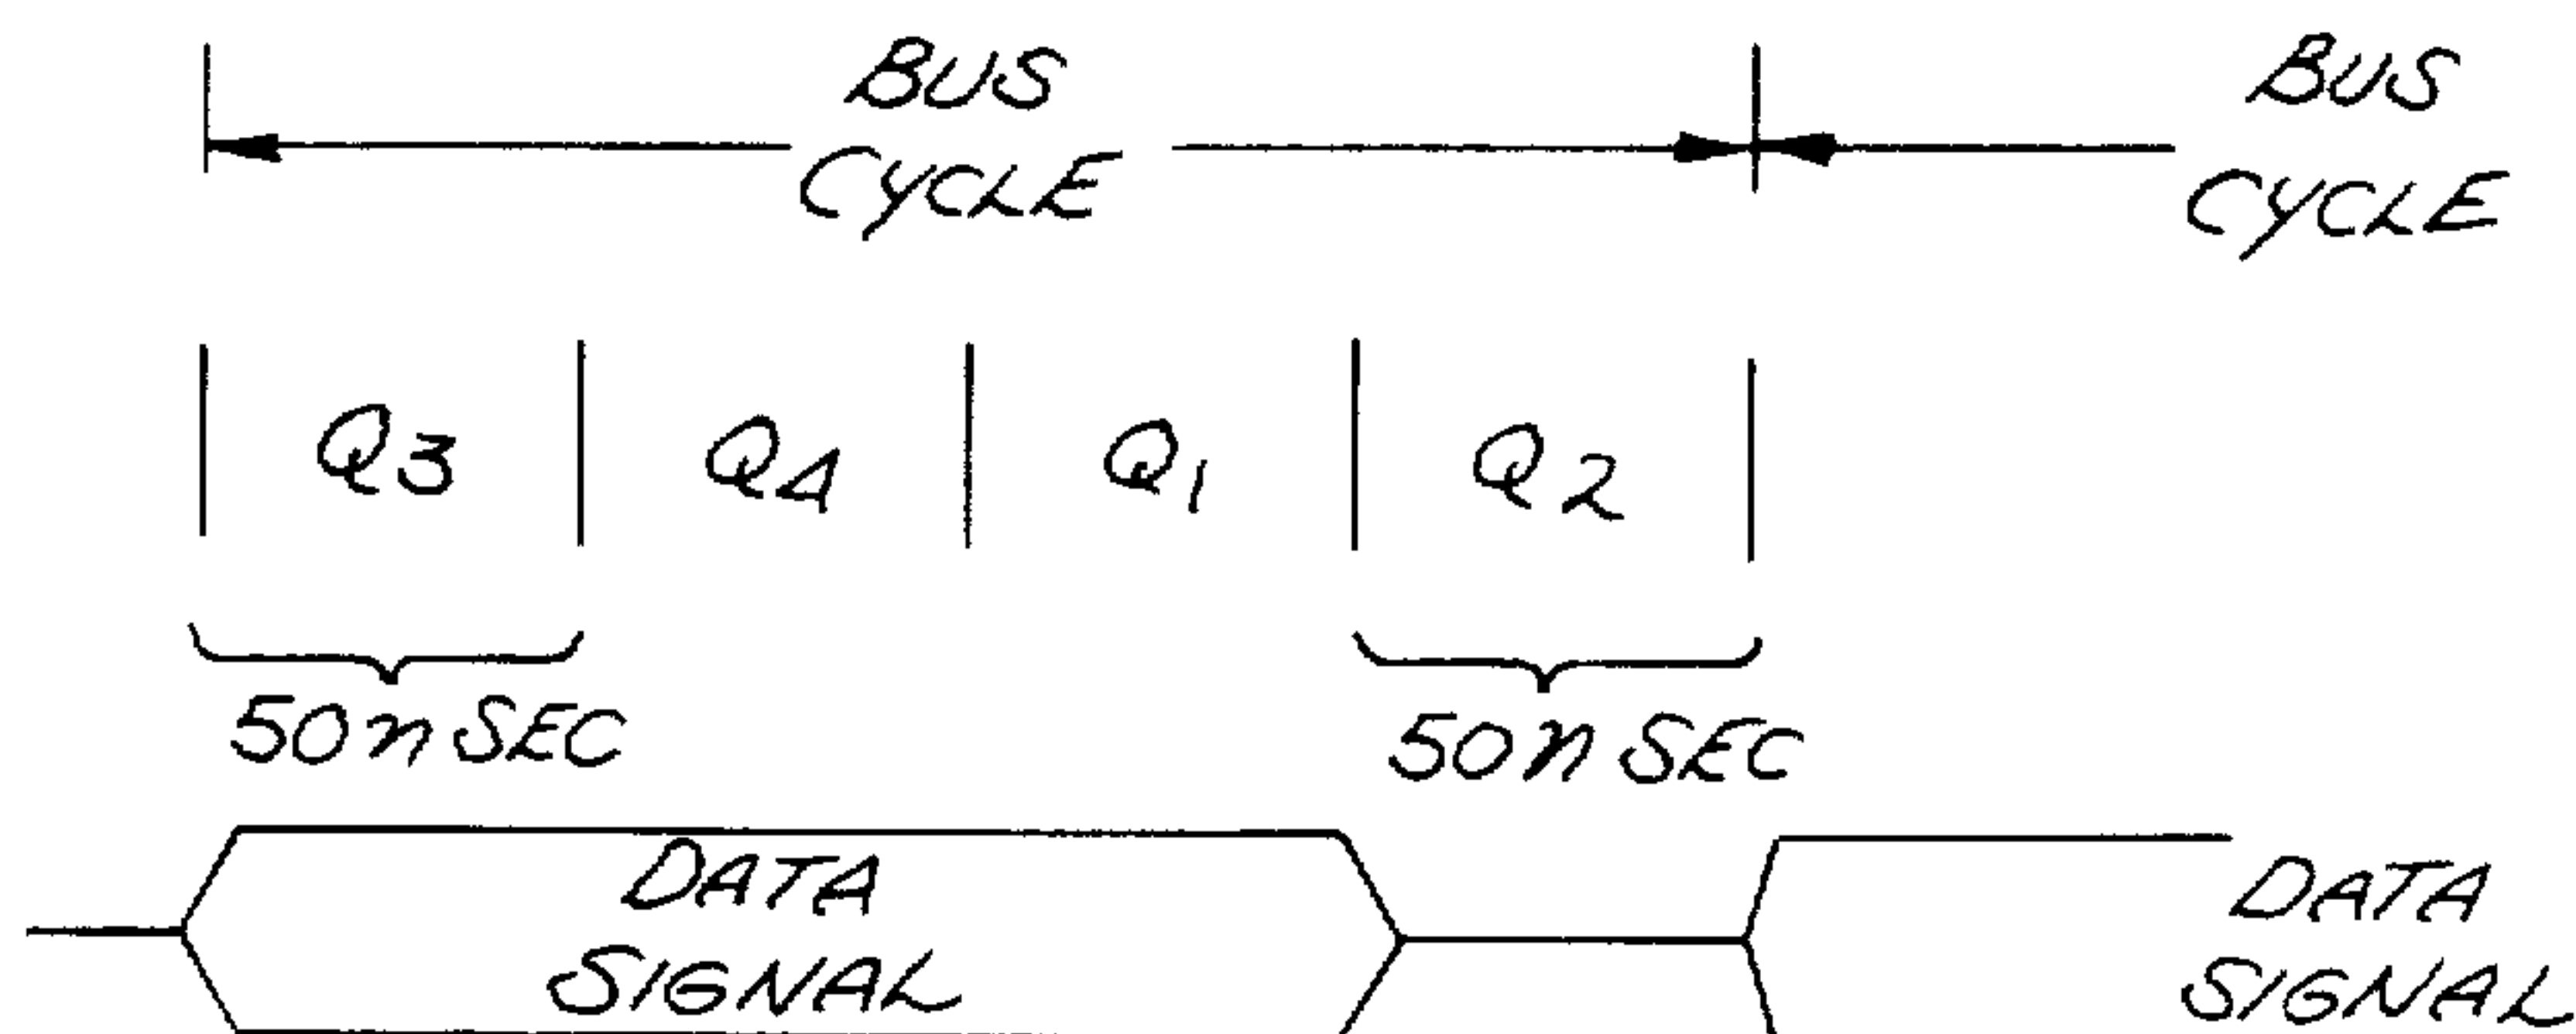 BUS
CYCLE
BUS
CYCLE
Q3 Q4 Q1 Q2
50 n SEC 50 n SEC
DATA
SIGNAL
DATA
SIGNAL